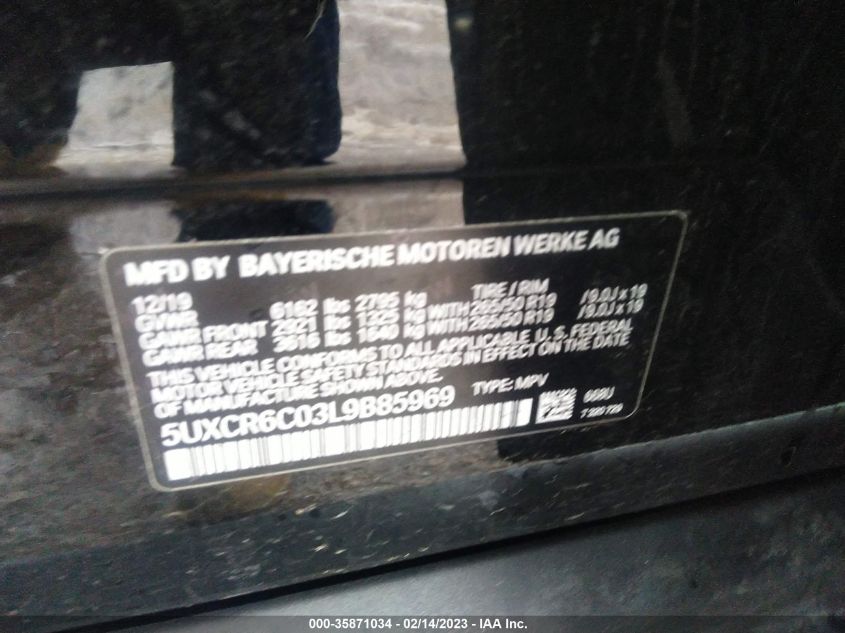 MFD BY BAYERISCHE MOTOREN WERKE AG
12/19 TIRE / RIM
GVWR 6162 lbs 2795 kg
GAWR FRONT 2921 lbs 1325 kg WITH 265/50 R19 / 9.0J x 19
GAWR REAR 3616 lbs 1640 kg WITH 265/50 R19 / 9.0J x 19
THIS VEHICLE CONFORMS TO ALL APPLICABLE U.S. FEDERAL
MOTOR VEHICLE SAFETY STANDARDS IN EFFECT ON THE DATE
OF MANUFACTURE SHOWN ABOVE.
5UXCR6C03L9B85969 TYPE: MPV
000-35871034 - 02/14/2023 - IAA Inc.